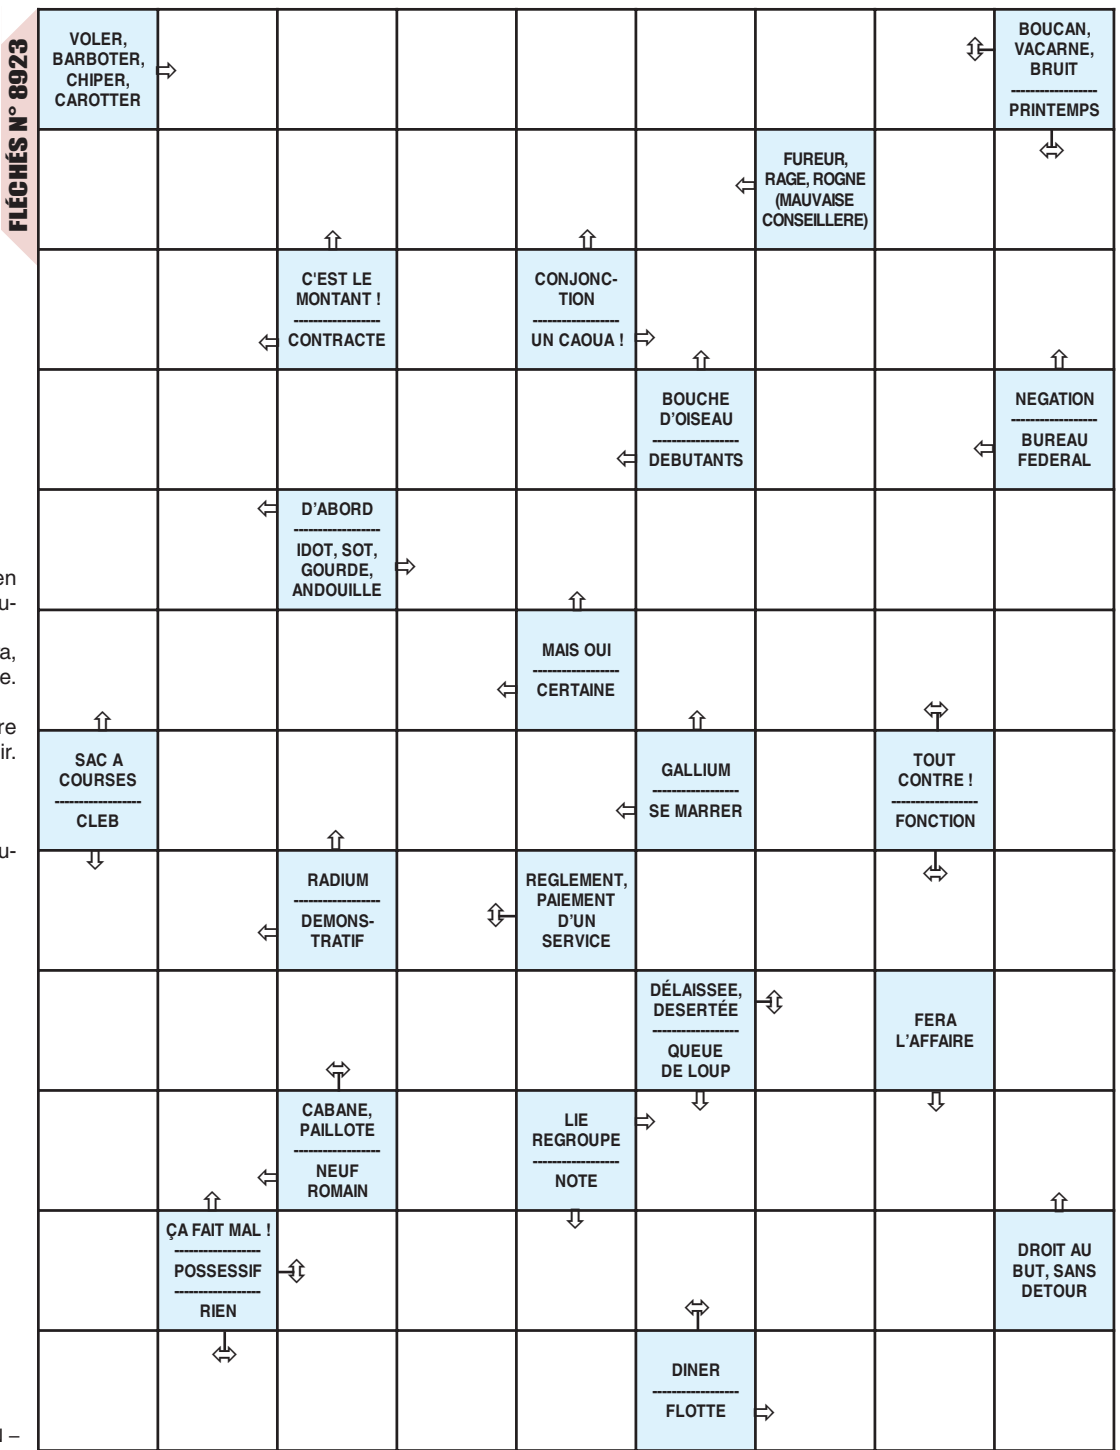 FLÉCHÉS N° 8923
VOLER,
BARBOTER,
CHIPER,
CAROTTER
BOUCAN,
VACARNE,
BRUIT
PRINTEMPS
FUREUR,
RAGE, ROGNE
(MAUVAISE
CONSEILLERE)
C'EST LE
MONTANT !
CONTRACTE
CONJONC-
TION
UN CAOUA !
BOUCHE
D'OISEAU
DEBUTANTS
NEGATION
BUREAU
FEDERAL
D'ABORD
IDOT, SOT,
GOURDE,
ANDOUILLE
en
u-
a,
e.
re
ir.
u-
MAIS OUI
CERTAINE
SAC A
COURSES
CLEB
GALLIUM
SE MARRER
TOUT
CONTRE !
FONCTION
RADIUM
DEMONS-
TRATIF
REGLEMENT,
PAIEMENT
D'UN
SERVICE
DÉLAISSEE,
DESERTÉE
QUEUE
DE LOUP
FERA
L'AFFAIRE
CABANE,
PAILLOTE
NEUF
ROMAIN
LIE
REGROUPE
NOTE
ÇA FAIT MAL !
POSSESSIF
RIEN
DROIT AU
BUT, SANS
DETOUR
DINER
FLOTTE